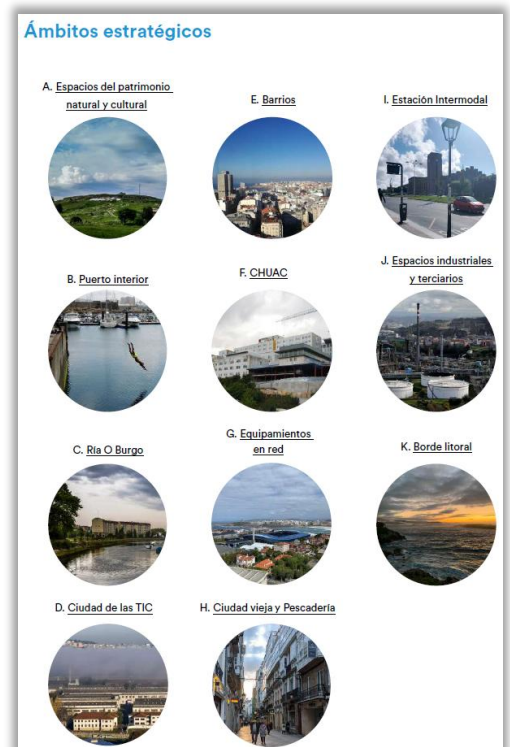 Ámbitos estratégicos
A. Espacios del patrimonio
natural y cultural
B. Puerto interior
C. Ría O Burgo
D. Ciudad de las TIC
E. Barrios
F. CHUAC
G. Equipamientos
en red
H. Ciudad vieja y Pescadería
I. Estación Intermodal
J. Espacios industriales
y terciarios
K. Borde litoral